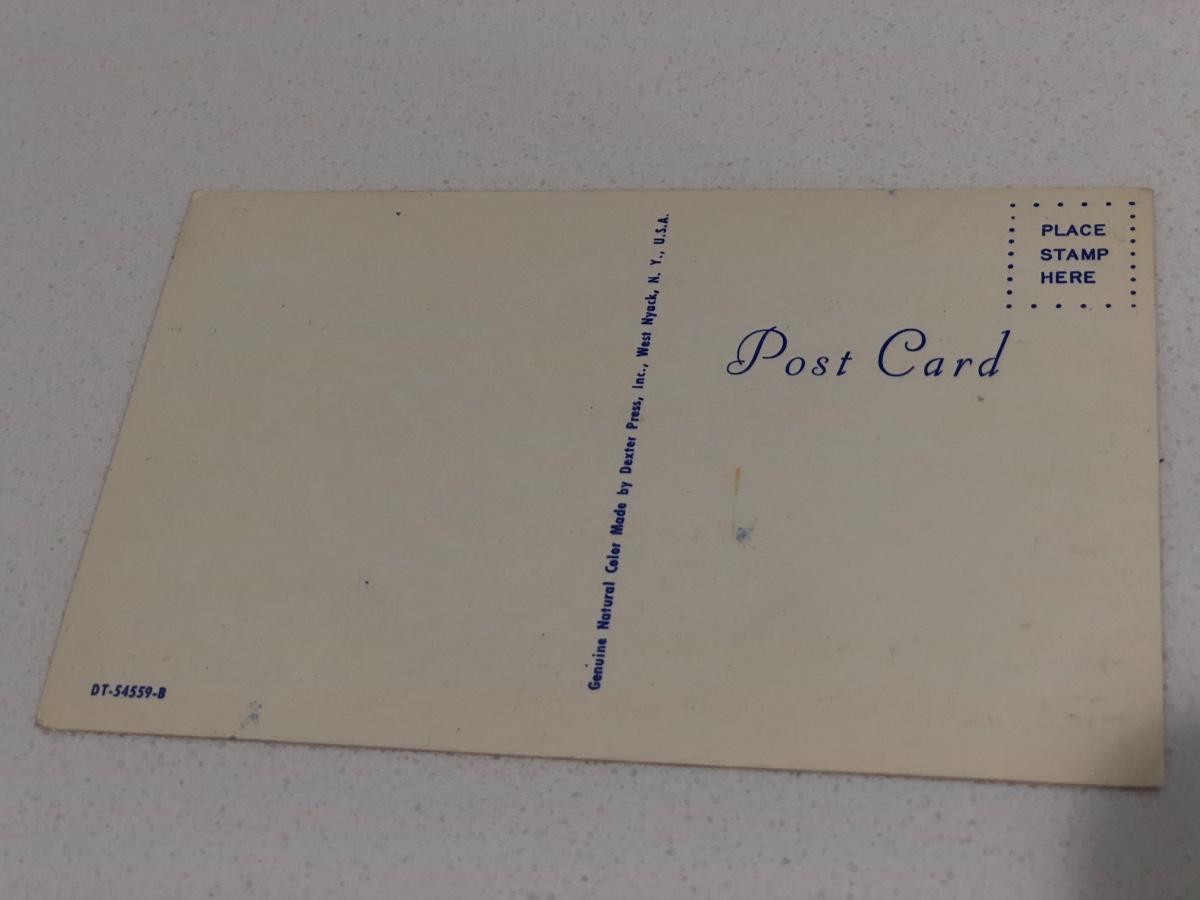 PLACE
STAMP
HERE
Post Card
Genuine Natural Color Made by Dexter Press, Inc., West Nyack, N. Y., U.S.A.
DT-54559-B